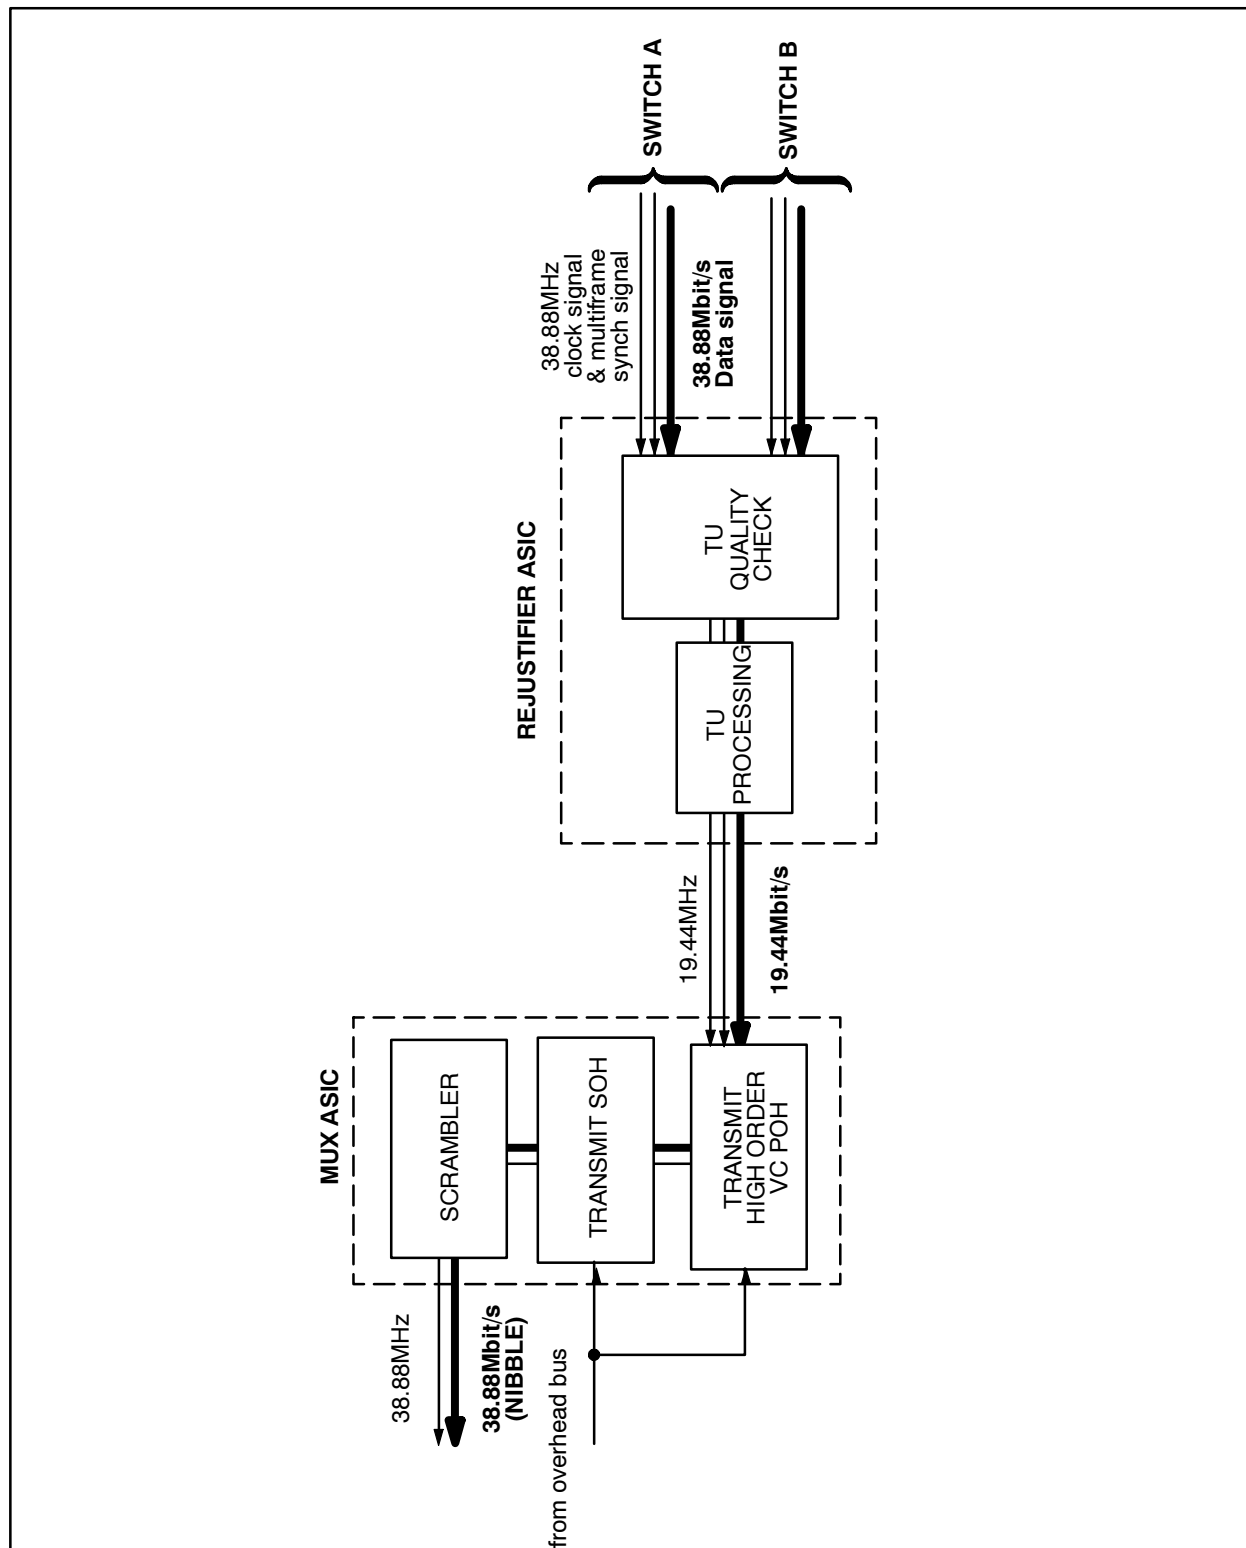 SWITCH A
SWITCH B
38.88MHz
clock signal
& multiframe
synch signal
38.88Mbit/s
Data signal
REJUSTIFIER ASIC
TU
QUALITY
CHECK
TU
PROCESSING
19.44MHz
19.44Mbit/s
MUX ASIC
SCRAMBLER
TRANSMIT SOH
TRANSMIT
HIGH ORDER
VC POH
38.88MHz
38.88Mbit/s
(NIBBLE)
from overhead bus